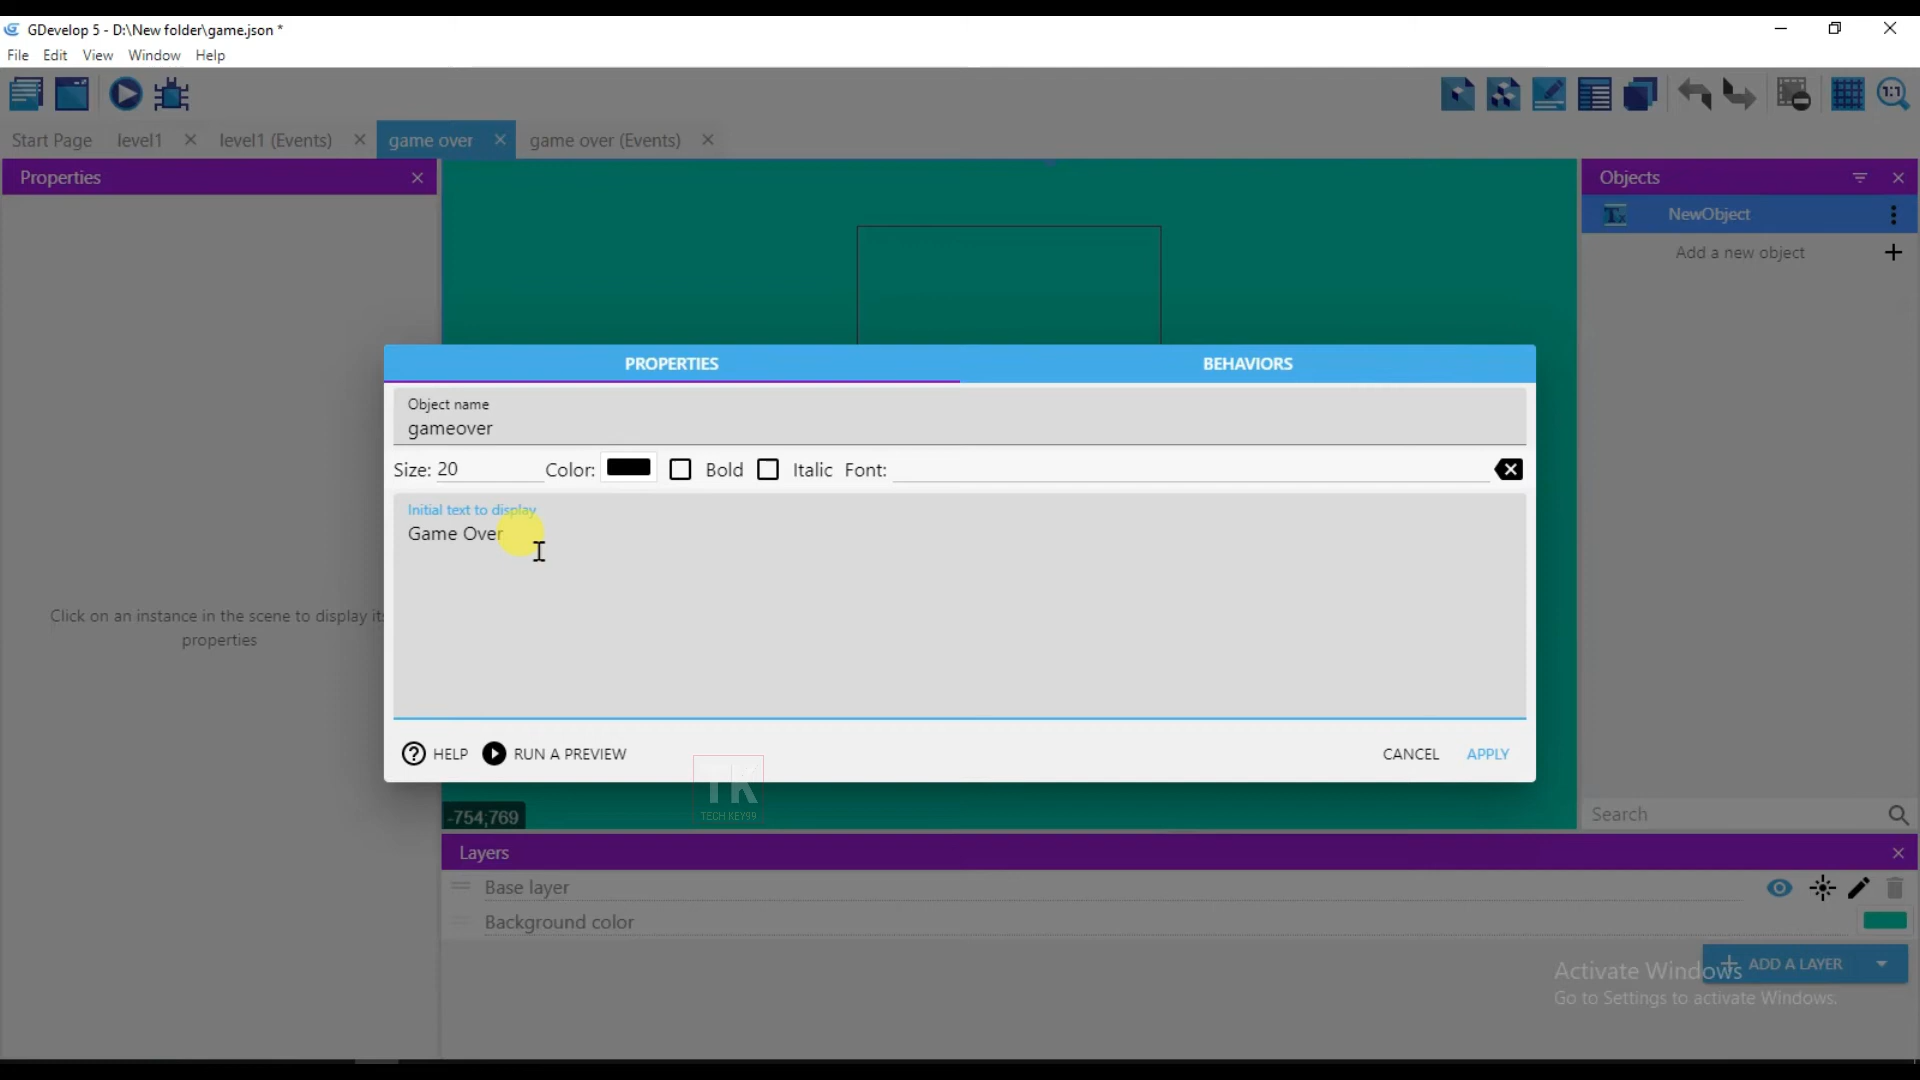 GDevelop 5 - D:\New folder\game.json *
File Edit View Window Help
1:1
Start Page level1 level1 (Events) game over game over (Events)
Properties
Objects
NewObject
Add a new object
PROPERTIES BEHAVIORS
Object name
gameover
Size: 20 Color: Bold Italic Font:
Initial text to display
Game Over
Click on an instance in the scene to display its
properties
HELP RUN A PREVIEW CANCEL APPLY
TK
TECH KEY99
-754;769
Search
Layers
Base layer
Background color
ADD A LAYER
Activate Windows
Go to Settings to activate Windows.